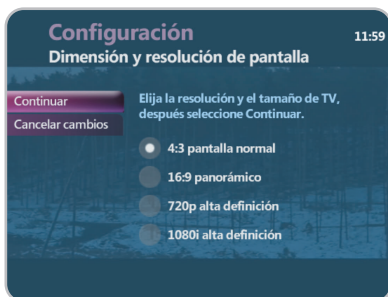 Configuración
11:59
Dimensión y resolución de pantalla
Continuar
Cancelar cambios
Elija la resolución y el tamaño de TV,
después seleccione Continuar.
4:3 pantalla normal
16:9 panorámico
720p alta definición
1080i alta definición